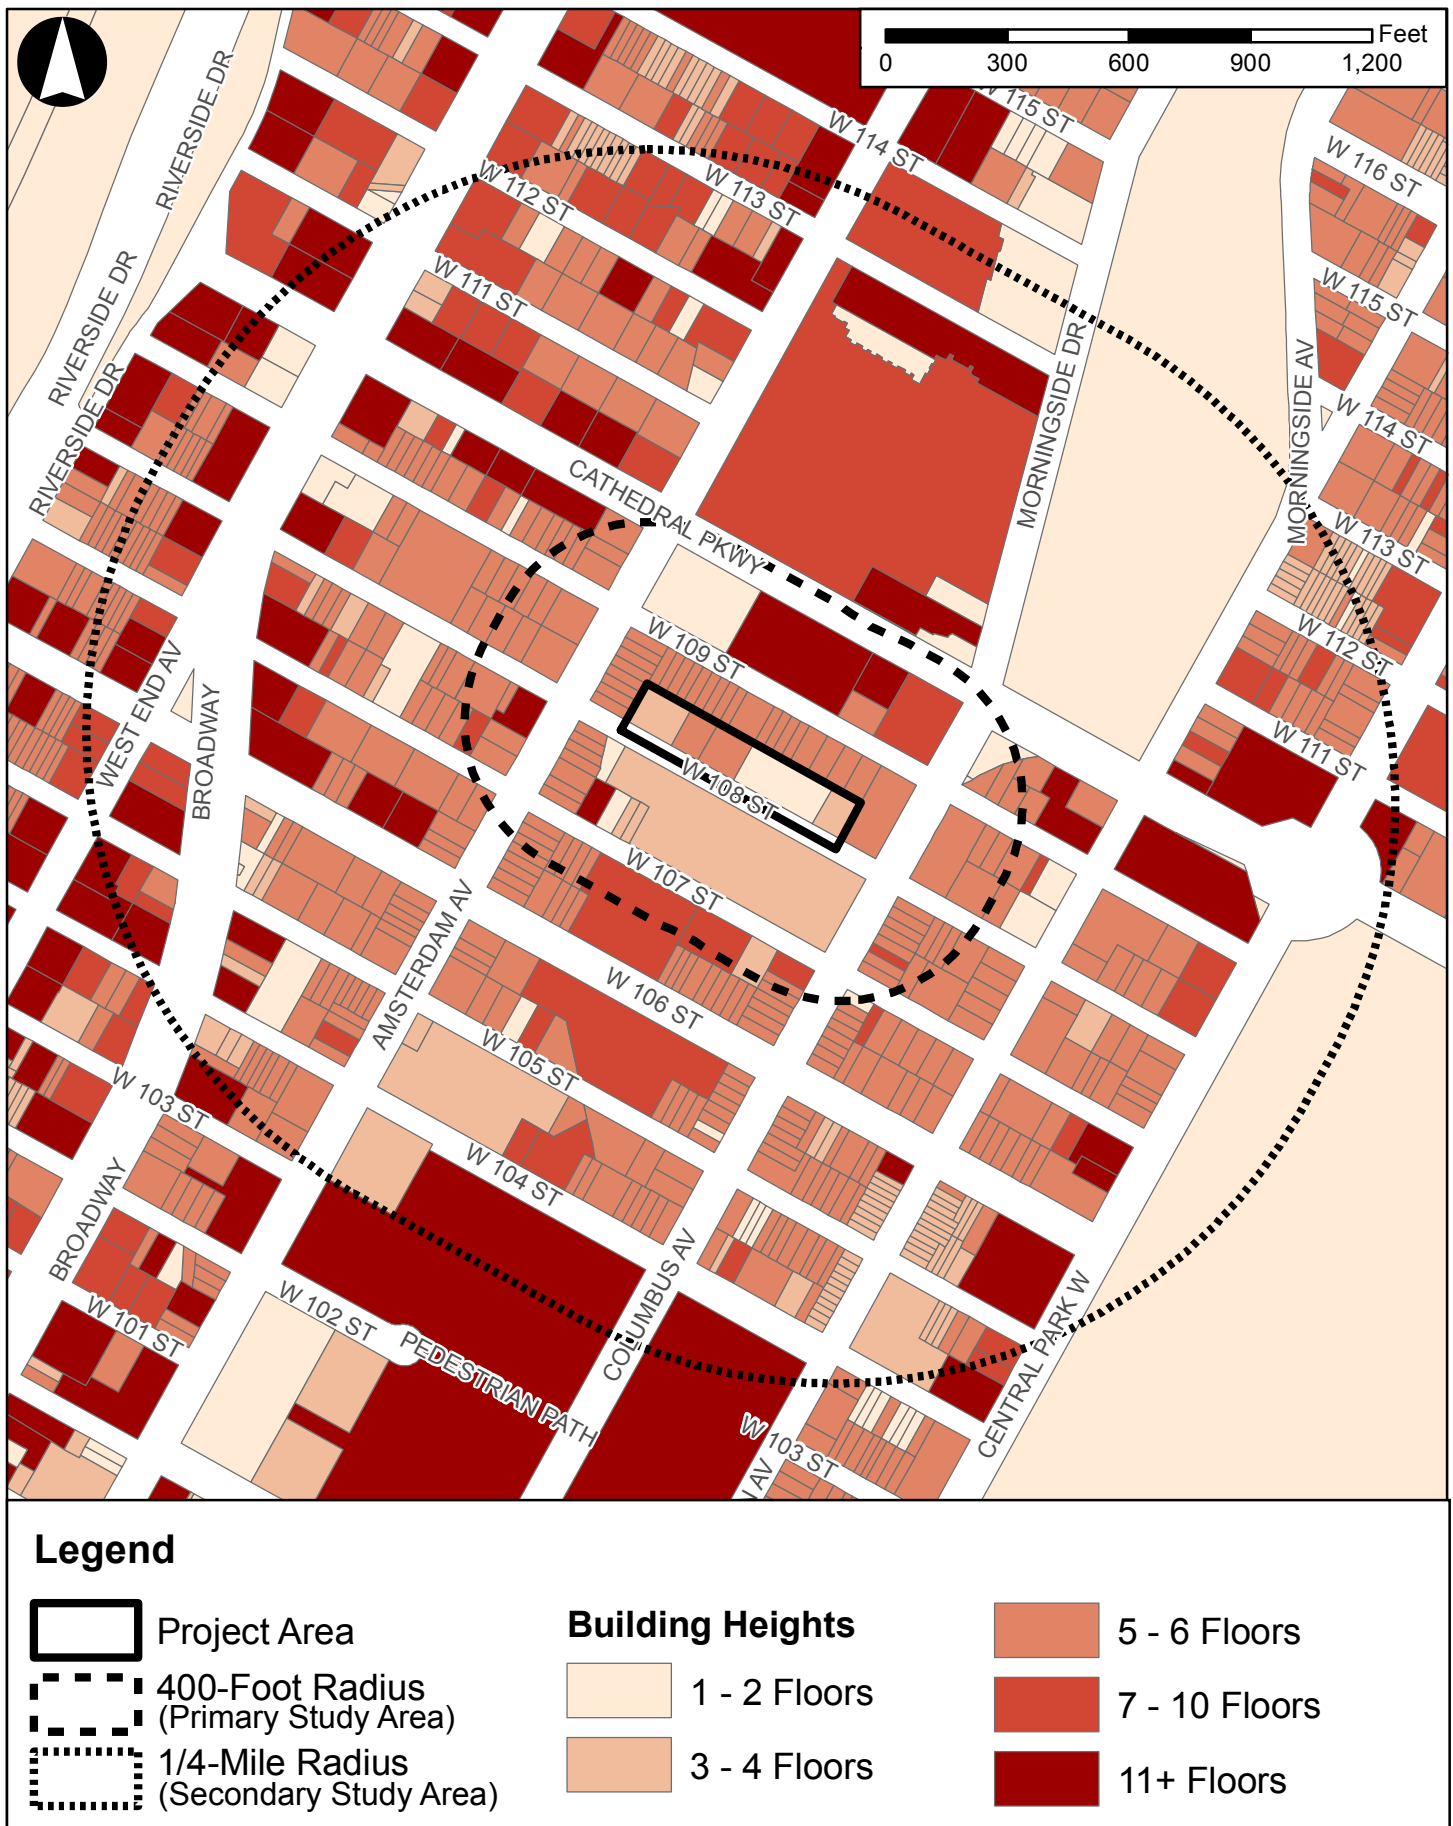 Feet
0 300 600 900 1,200
RIVERSIDE DR
RIVERSIDE DR
RIVERSIDE DR
RIVERSIDE DR
W 115 ST
W 114 ST
W 116 ST
W 113 ST
W 112 ST
W 111 ST
W 115 ST
W 114 ST
MORNINGSIDE DR
MORNINGSIDE AV
CATHEDRAL PKWY
W 113 ST
W 112 ST
W 109 ST
W 111 ST
WEST END AV
BROADWAY
W 108 ST
W 107 ST
AMSTERDAM AV
W 106 ST
W 105 ST
W 103 ST
W 104 ST
BROADWAY
COLUMBUS AV
W 102 ST
W 101 ST
PEDESTRIAN PATH
CENTRAL PARK W
W 103 ST
N AV
Legend
Project Area
400-Foot Radius
(Primary Study Area)
1/4-Mile Radius
(Secondary Study Area)
Building Heights
1 - 2 Floors
3 - 4 Floors
5 - 6 Floors
7 - 10 Floors
11+ Floors